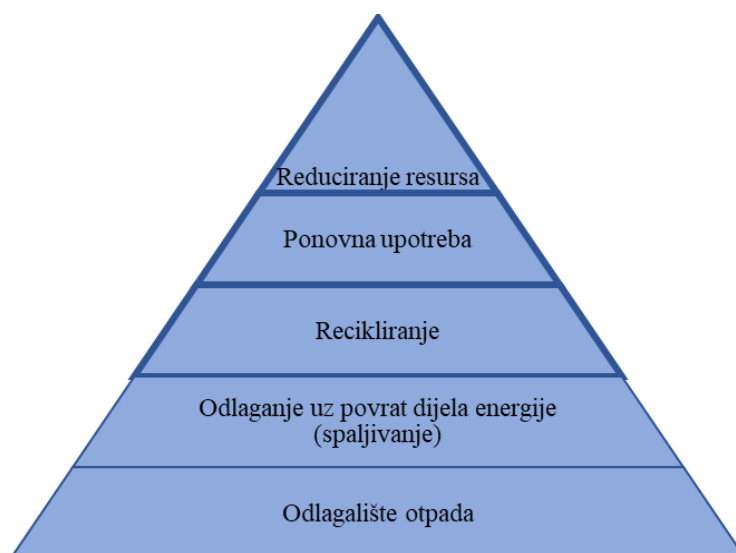 Reduciranje resursa
Ponovna upotreba
Recikliranje
Odlaganje uz povrat dijela energije
(spaljivanje)
Odlagalište otpada